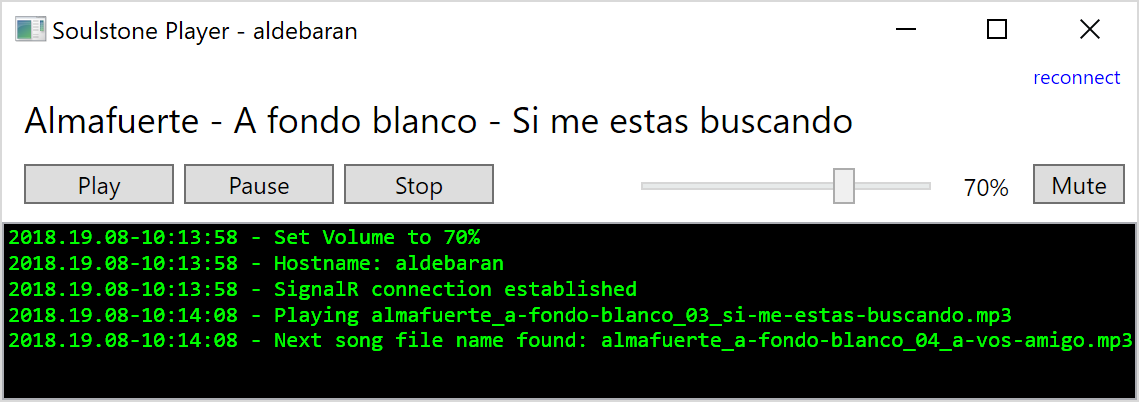 Soulstone Player - aldebaran
reconnect
Almafuerte - A fondo blanco - Si me estas buscando
Play Pause Stop 70% Mute
2018.19.08-10:13:58 - Set Volume to 70%
2018.19.08-10:13:58 - Hostname: aldebaran
2018.19.08-10:13:58 - SignalR connection established
2018.19.08-10:14:08 - Playing almafuerte_a-fondo-blanco_03_si-me-estas-buscando.mp3
2018.19.08-10:14:08 - Next song file name found: almafuerte_a-fondo-blanco_04_a-vos-amigo.mp3